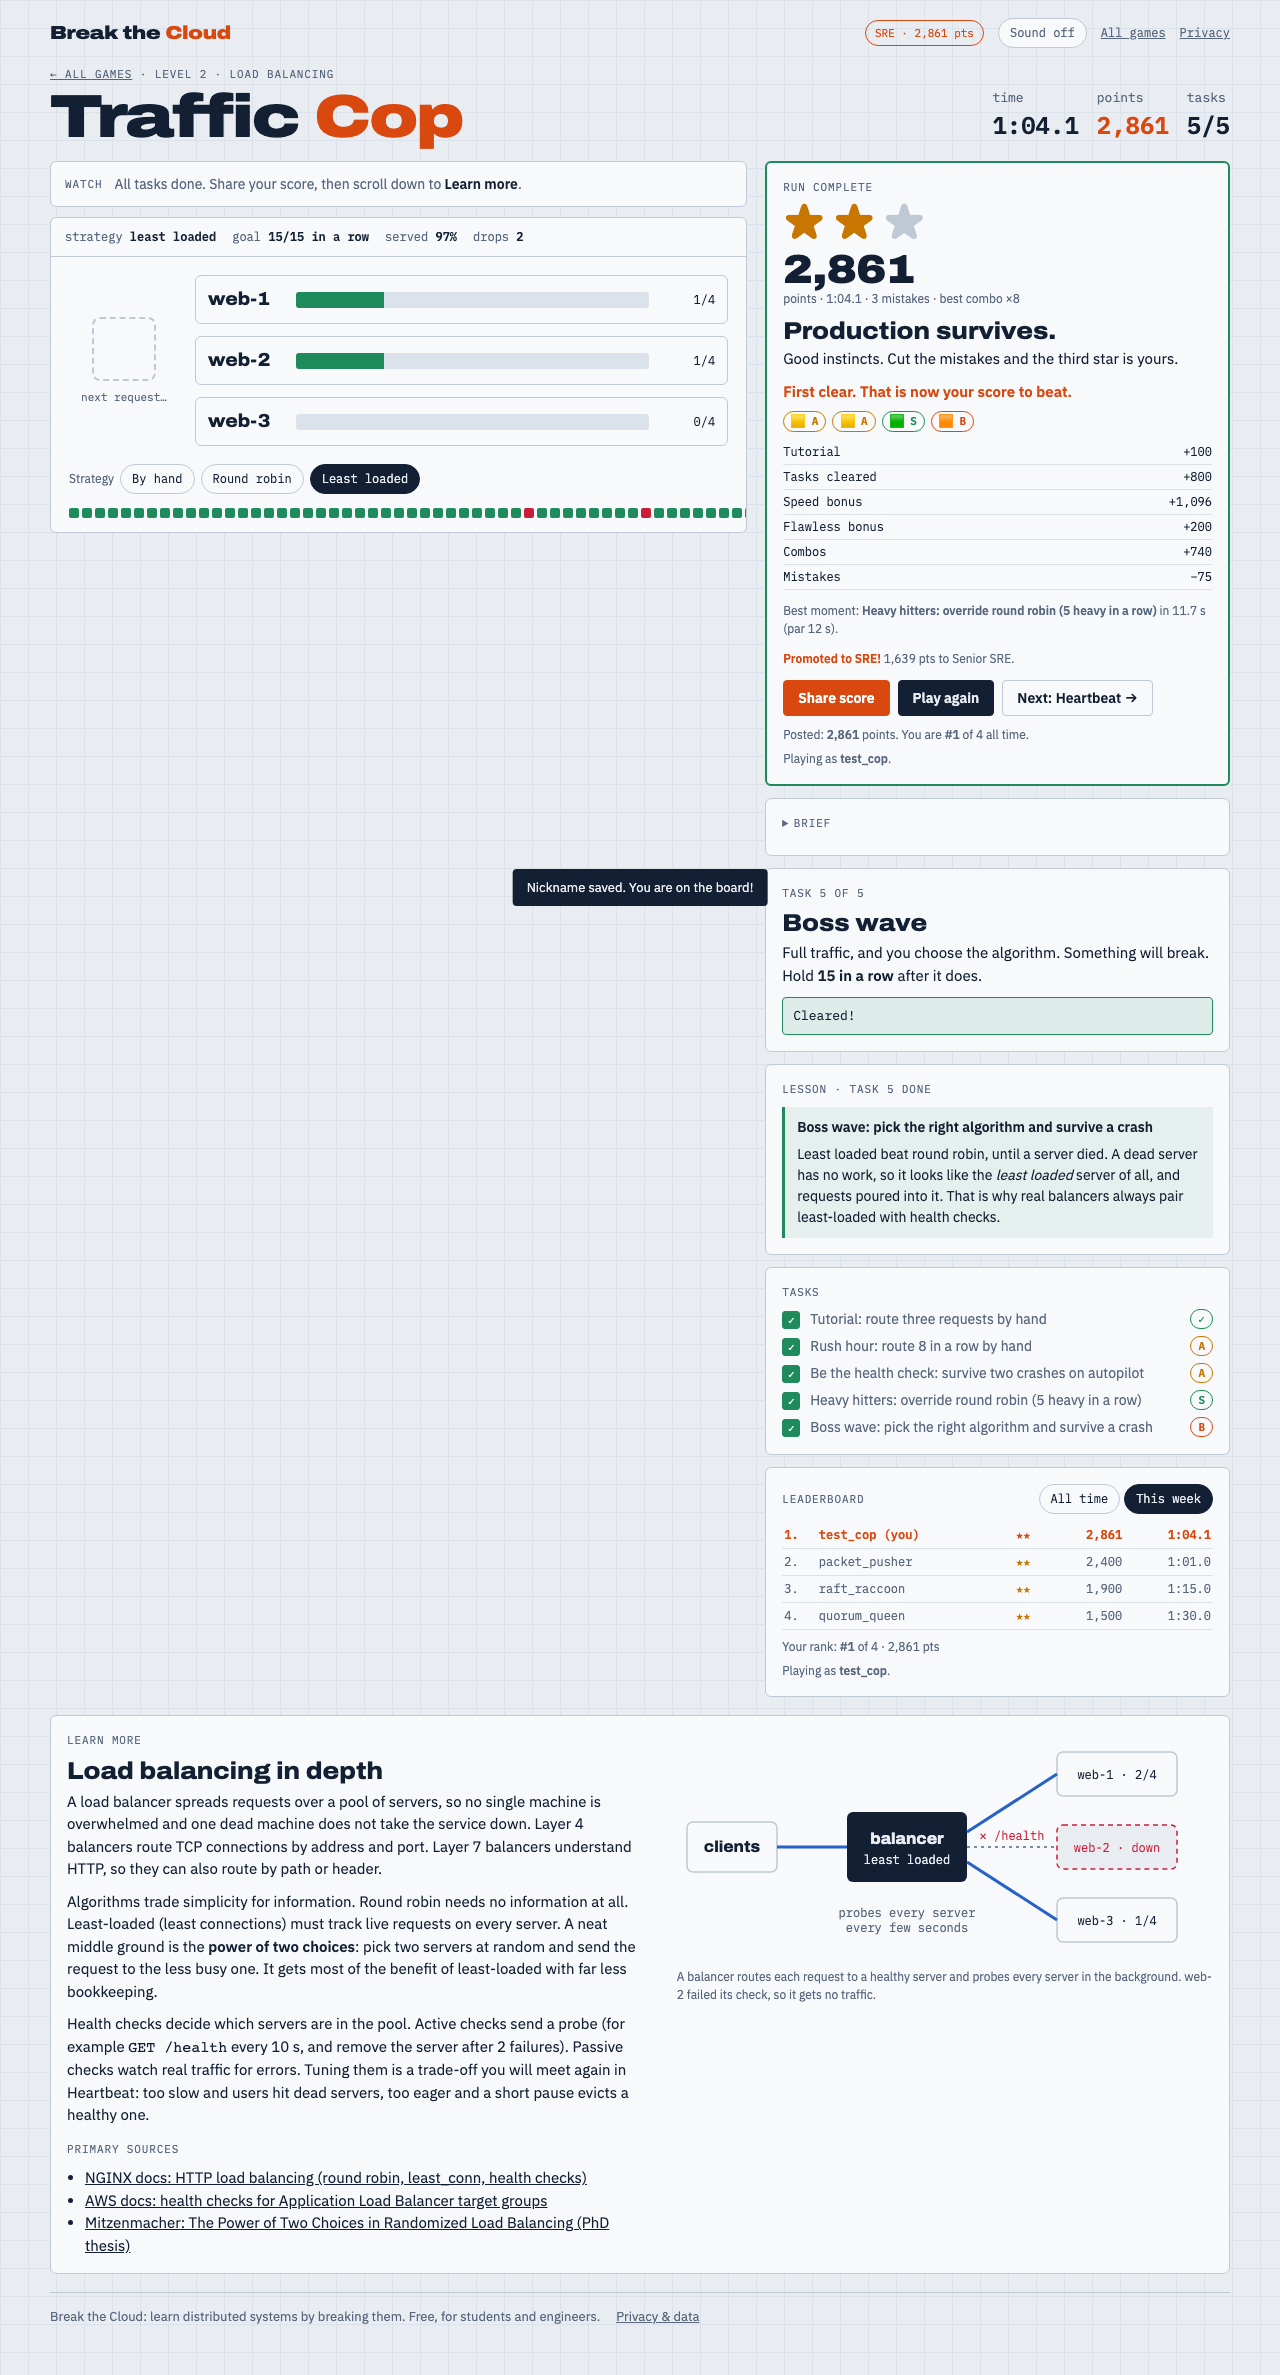 Break the Cloud
SRE · 2,861 pts
Sound off
All games
Privacy
← ALL GAMES · LEVEL 2 · LOAD BALANCING
Traffic Cop
time
points
tasks
1:04.1
2,861
5/5
WATCH All tasks done. Share your score, then scroll down to Learn more.
strategy least loaded goal 15/15 in a row served 97% drops 2
next request…
web-1 1/4
web-2 1/4
web-3 0/4
Strategy By hand Round robin Least loaded
RUN COMPLETE
2,861
points · 1:04.1 · 3 mistakes · best combo ×8
Production survives.
Good instincts. Cut the mistakes and the third star is yours.
First clear. That is now your score to beat.
A A S B
Tutorial +100
Tasks cleared +800
Speed bonus +1,096
Flawless bonus +200
Combos +740
Mistakes −75
Best moment: Heavy hitters: override round robin (5 heavy in a row) in 11.7 s
(par 12 s).
Promoted to SRE! 1,639 pts to Senior SRE.
Share score
Play again
Next: Heartbeat →
Posted: 2,861 points. You are #1 of 4 all time.
Playing as test_cop.
▶ BRIEF
Nickname saved. You are on the board!
TASK 5 OF 5
Boss wave
Full traffic, and you choose the algorithm. Something will break.
Hold 15 in a row after it does.
Cleared!
LESSON · TASK 5 DONE
Boss wave: pick the right algorithm and survive a crash
Least loaded beat round robin, until a server died. A dead server
has no work, so it looks like the least loaded server of all, and
requests poured into it. That is why real balancers always pair
least-loaded with health checks.
TASKS
✓ Tutorial: route three requests by hand ✓
✓ Rush hour: route 8 in a row by hand A
✓ Be the health check: survive two crashes on autopilot A
✓ Heavy hitters: override round robin (5 heavy in a row) S
✓ Boss wave: pick the right algorithm and survive a crash B
LEADERBOARD All time This week
1. test_cop (you) ★★ 2,861 1:04.1
2. packet_pusher ★★ 2,400 1:01.0
3. raft_raccoon ★★ 1,900 1:15.0
4. quorum_queen ★★ 1,500 1:30.0
Your rank: #1 of 4 · 2,861 pts
Playing as test_cop.
LEARN MORE
Load balancing in depth
A load balancer spreads requests over a pool of servers, so no single machine is
overwhelmed and one dead machine does not take the service down. Layer 4
balancers route TCP connections by address and port. Layer 7 balancers understand
HTTP, so they can also route by path or header.
Algorithms trade simplicity for information. Round robin needs no information at all.
Least-loaded (least connections) must track live requests on every server. A neat
middle ground is the power of two choices: pick two servers at random and send the
request to the less busy one. It gets most of the benefit of least-loaded with far less
bookkeeping.
Health checks decide which servers are in the pool. Active checks send a probe (for
example GET /health every 10 s, and remove the server after 2 failures). Passive
checks watch real traffic for errors. Tuning them is a trade-off you will meet again in
Heartbeat: too slow and users hit dead servers, too eager and a short pause evicts a
healthy one.
PRIMARY SOURCES
• NGINX docs: HTTP load balancing (round robin, least_conn, health checks)
• AWS docs: health checks for Application Load Balancer target groups
• Mitzenmacher: The Power of Two Choices in Randomized Load Balancing (PhD
thesis)
clients
balancer
least loaded
× /health
web-1 · 2/4
web-2 · down
web-3 · 1/4
probes every server
every few seconds
A balancer routes each request to a healthy server and probes every server in the background. web-
2 failed its check, so it gets no traffic.
Break the Cloud: learn distributed systems by breaking them. Free, for students and engineers. Privacy & data